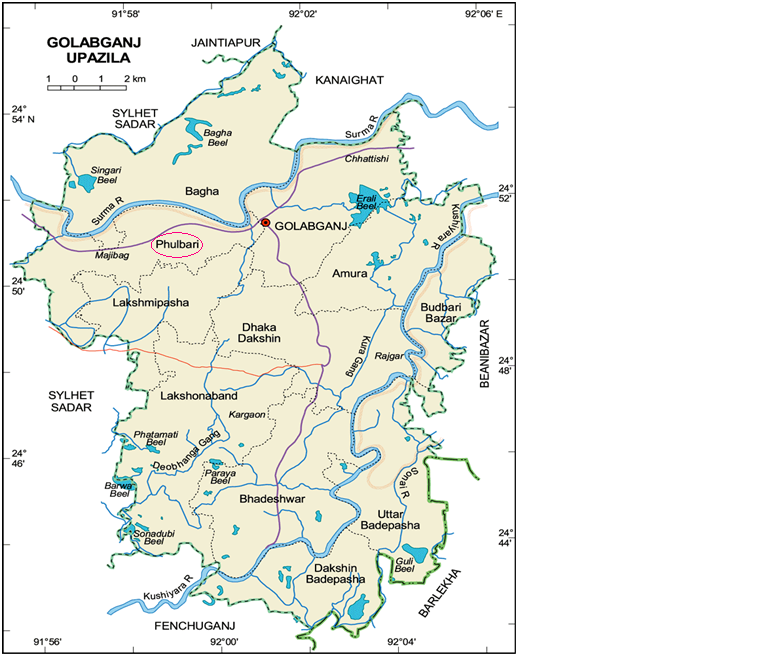 91°58'
92°02'
92°06' E
GOLABGANJ
UPAZILA
JAINTIAPUR
1 0 1 2 km
KANAIGHAT
24°
54' N
SYLHET
SADAR
Surma R
Bagha
Beel
Chhattishi
Singari
Beel
24°
52'
Bagha
Erali
Beel
Surma R
Kushiyara R
GOLABGANJ
Phulbari
Majibag
Amura
24°
50'
Lakshmipasha
Budbari
Bazar
Dhaka
Dakshin
Kura Gang
Rajgar
BEANIBAZAR
24°
48'
SYLHET
SADAR
Lakshonaband
Kargaon
Phatamati
Beel
24°
46'
Deobhanga Gang
Paraya
Beel
Sonai R
Barwa
Beel
Bhadeshwar
Uttar
Badepasha
Sonadubi
Beel
24°
44'
Guli
Beel
Dakshin
Badepasha
Kushiyara R
BARLEKHA
FENCHUGANJ
91°56'
92°00'
92°04'